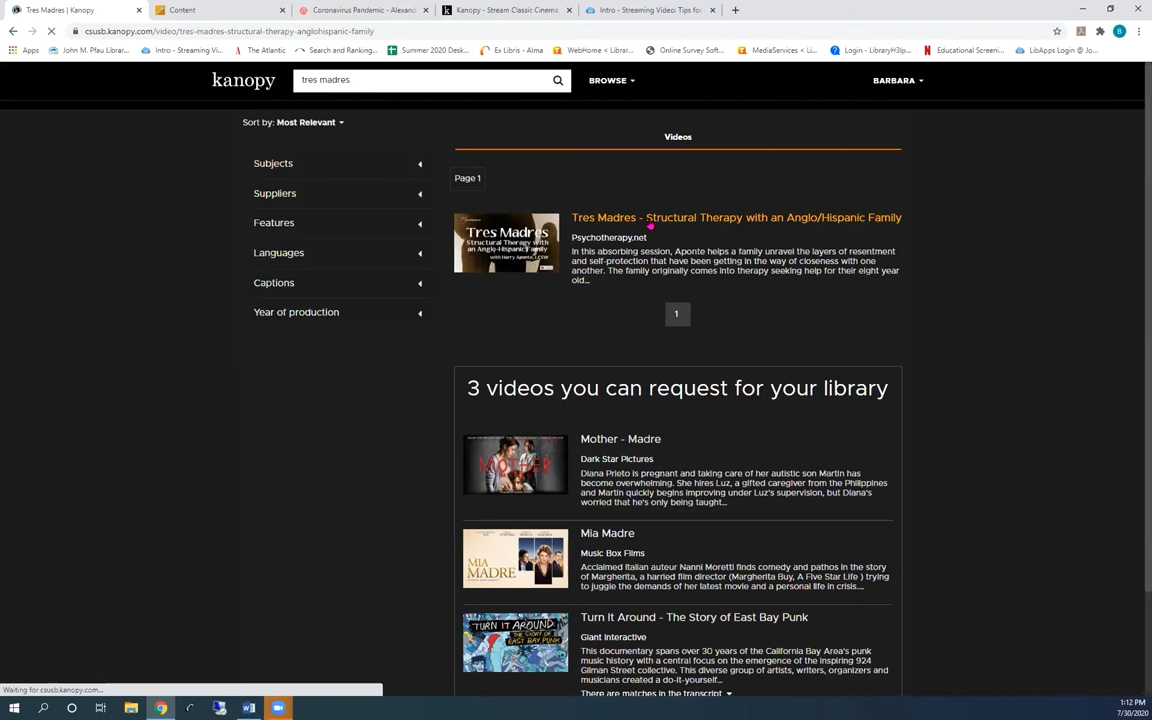 Tres Madres | Kanopy
Content
Coronavirus Pandemic - Alexand
Kanopy - Stream Classic Cinema,
Intro - Streaming Video: Tips for
csusb.kanopy.com/video/tres-madres-structural-therapy-anglohispanic-family
B
Apps
John M. Pfau Librar...
Intro - Streaming Vi...
The Atlantic
Search and Ranking...
Summer 2020 Desk...
Ex Libris - Alma
WebHome < Librar...
Online Survey Soft...
MediaServices < Li...
Login - LibraryH3lp...
Educational Screeni...
LibApps Login @ Jo...
kanopy
tres madres
BROWSE
BARBARA
Sort by: Most Relevant
Videos
Subjects
Suppliers
Features
Languages
Captions
Year of production
Page 1
Tres Madres
Structural Therapy with
an Anglo-Hispanic Family
with Harry Aponte, LCSW
Tres Madres - Structural Therapy with an Anglo/Hispanic Family
Psychotherapy.net
In this absorbing session, Aponte helps a family unravel the layers of resentment
and self-protection that have been getting in the way of closeness with one
another. The family originally comes into therapy seeking help for their eight year
old...
1
3 videos you can request for your library
MOTHER
Mother - Madre
Dark Star Pictures
Diana Prieto is pregnant and taking care of her autistic son Martin has
become overwhelming. She hires Luz, a gifted caregiver from the Philippines
and Martin quickly begins improving under Luz's supervision, but Diana's
worried that he's only being taught...
MIA
MADRE
Mia Madre
Music Box Films
Acclaimed Italian auteur Nanni Moretti finds comedy and pathos in the story
of Margherita, a harried film director (Margherita Buy, A Five Star Life ) trying
to juggle the demands of her latest movie and a personal life in crisis....
TURN IT AROUND
Turn It Around - The Story of East Bay Punk
Giant Interactive
This documentary spans over 30 years of the California Bay Area's punk
music history with a central focus on the emergence of the inspiring 924
Gilman Street collective. This diverse group of artists, writers, organizers and
musicians created a do-it-yourself...
There are matches in the transcript
Waiting for csusb.kanopy.com...
1:12 PM
7/30/2020